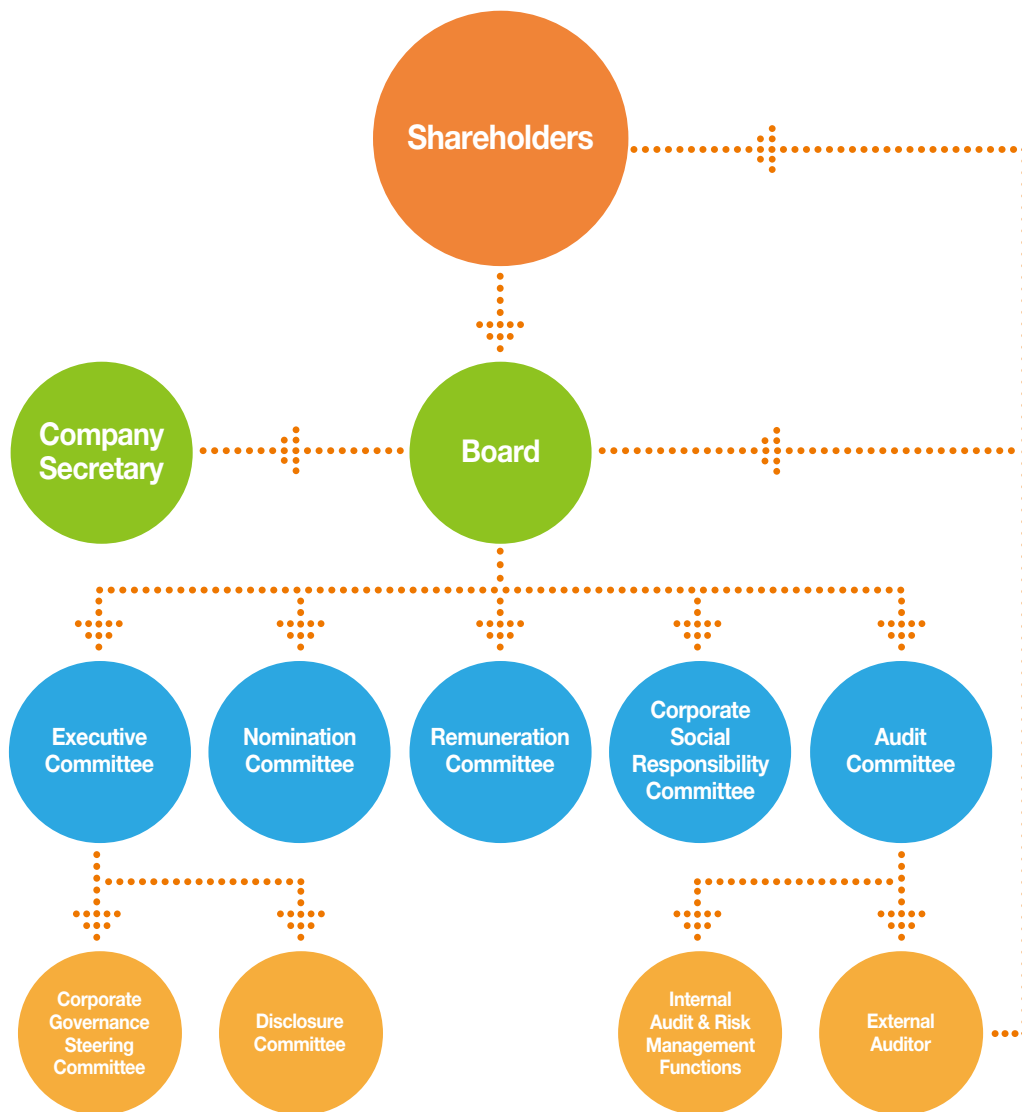 Shareholders
Company
Secretary
Board
Executive
Committee
Nomination
Committee
Remuneration
Committee
Corporate
Social
Responsibility
Committee
Audit
Committee
Corporate
Governance
Steering
Committee
Disclosure
Committee
Internal
Audit & Risk
Management
Functions
External
Auditor